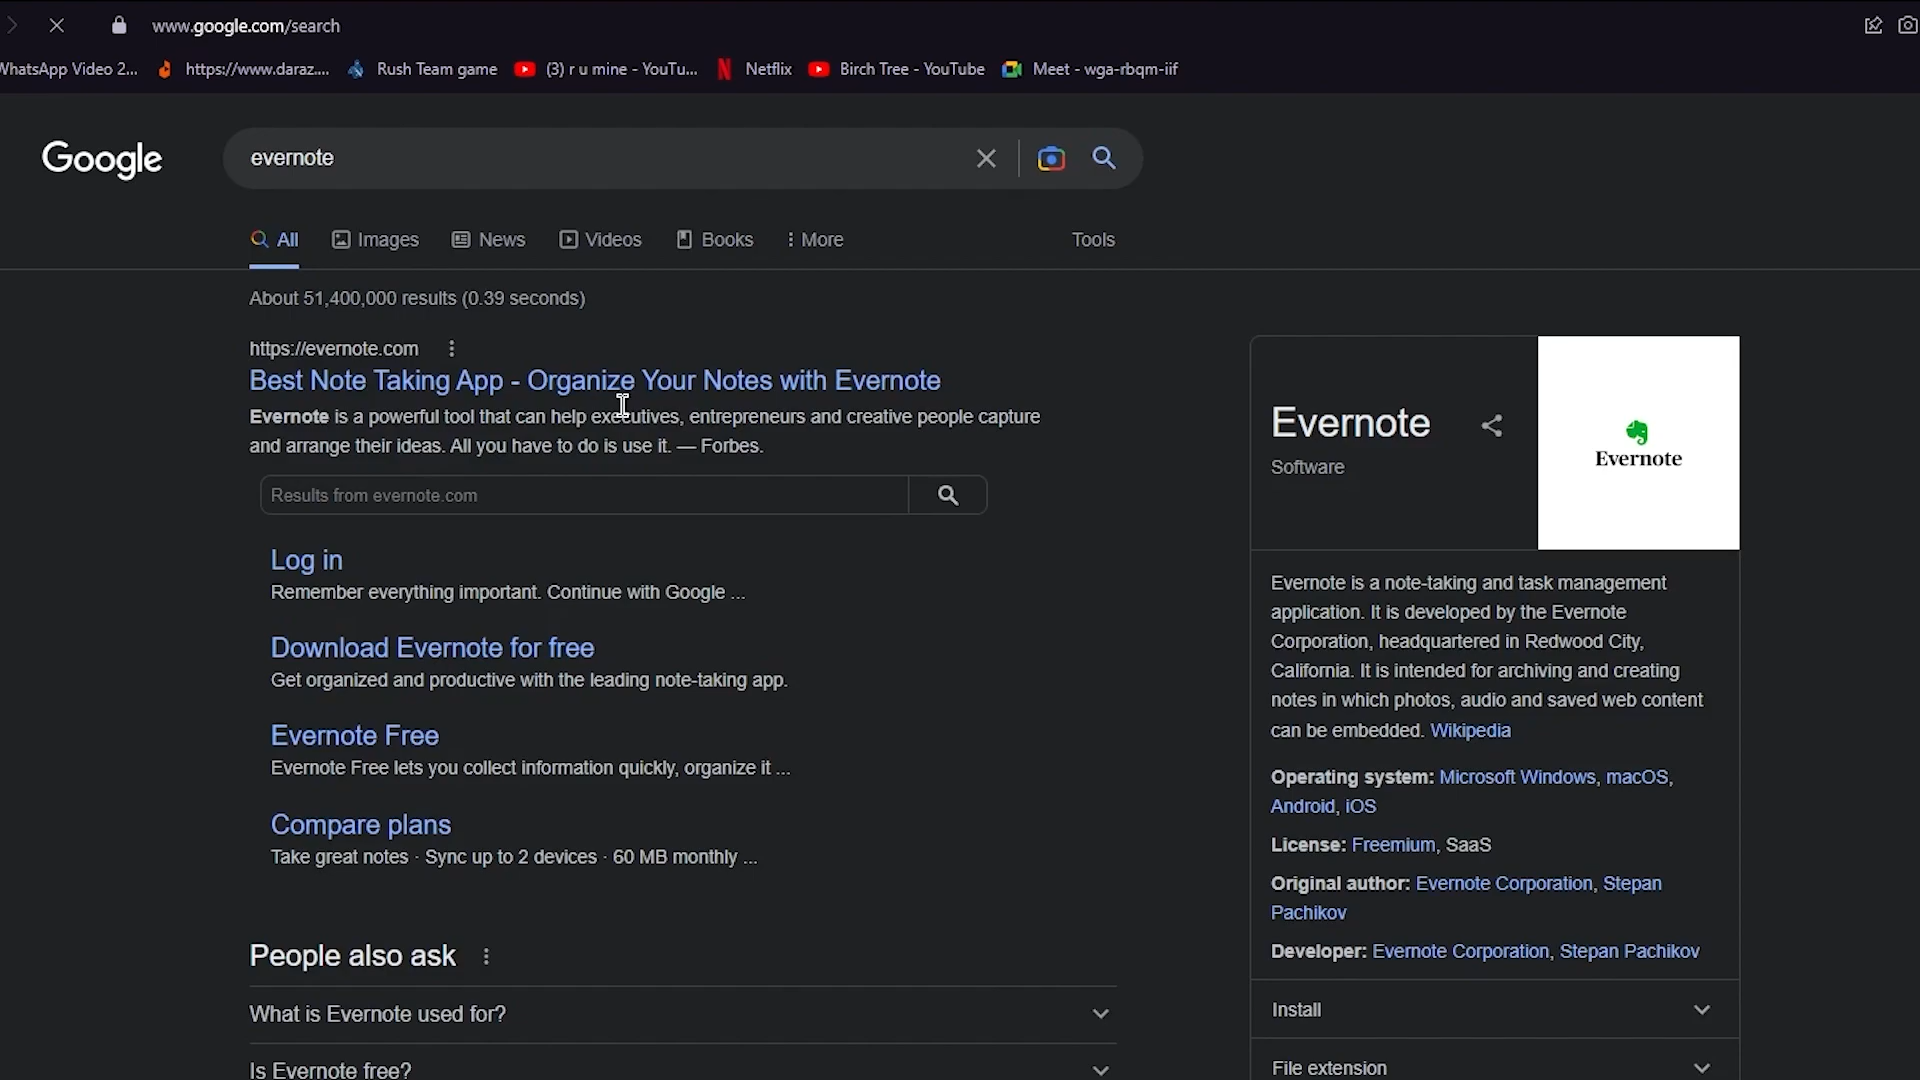 www.google.com/search
WhatsApp Video 2... https://www.daraz.... Rush Team game (3) r u mine - YouTu... Netflix Birch Tree - YouTube Meet - wga-rbqm-iif
Google
evernote
All Images News Videos Books More Tools
About 51,400,000 results (0.39 seconds)
https://evernote.com
Best Note Taking App - Organize Your Notes with Evernote
Evernote is a powerful tool that can help executives, entrepreneurs and creative people capture
and arrange their ideas. All you have to do is use it. — Forbes.
Results from evernote.com
Log in
Remember everything important. Continue with Google ...
Download Evernote for free
Get organized and productive with the leading note-taking app.
Evernote Free
Evernote Free lets you collect information quickly, organize it ...
Compare plans
Take great notes · Sync up to 2 devices · 60 MB monthly ...
People also ask
What is Evernote used for?
Is Evernote free?
Evernote
Software
Evernote
Evernote is a note-taking and task management
application. It is developed by the Evernote
Corporation, headquartered in Redwood City,
California. It is intended for archiving and creating
notes in which photos, audio and saved web content
can be embedded. Wikipedia
Operating system: Microsoft Windows, macOS,
Android, iOS
License: Freemium, SaaS
Original author: Evernote Corporation, Stepan
Pachikov
Developer: Evernote Corporation, Stepan Pachikov
Install
File extension